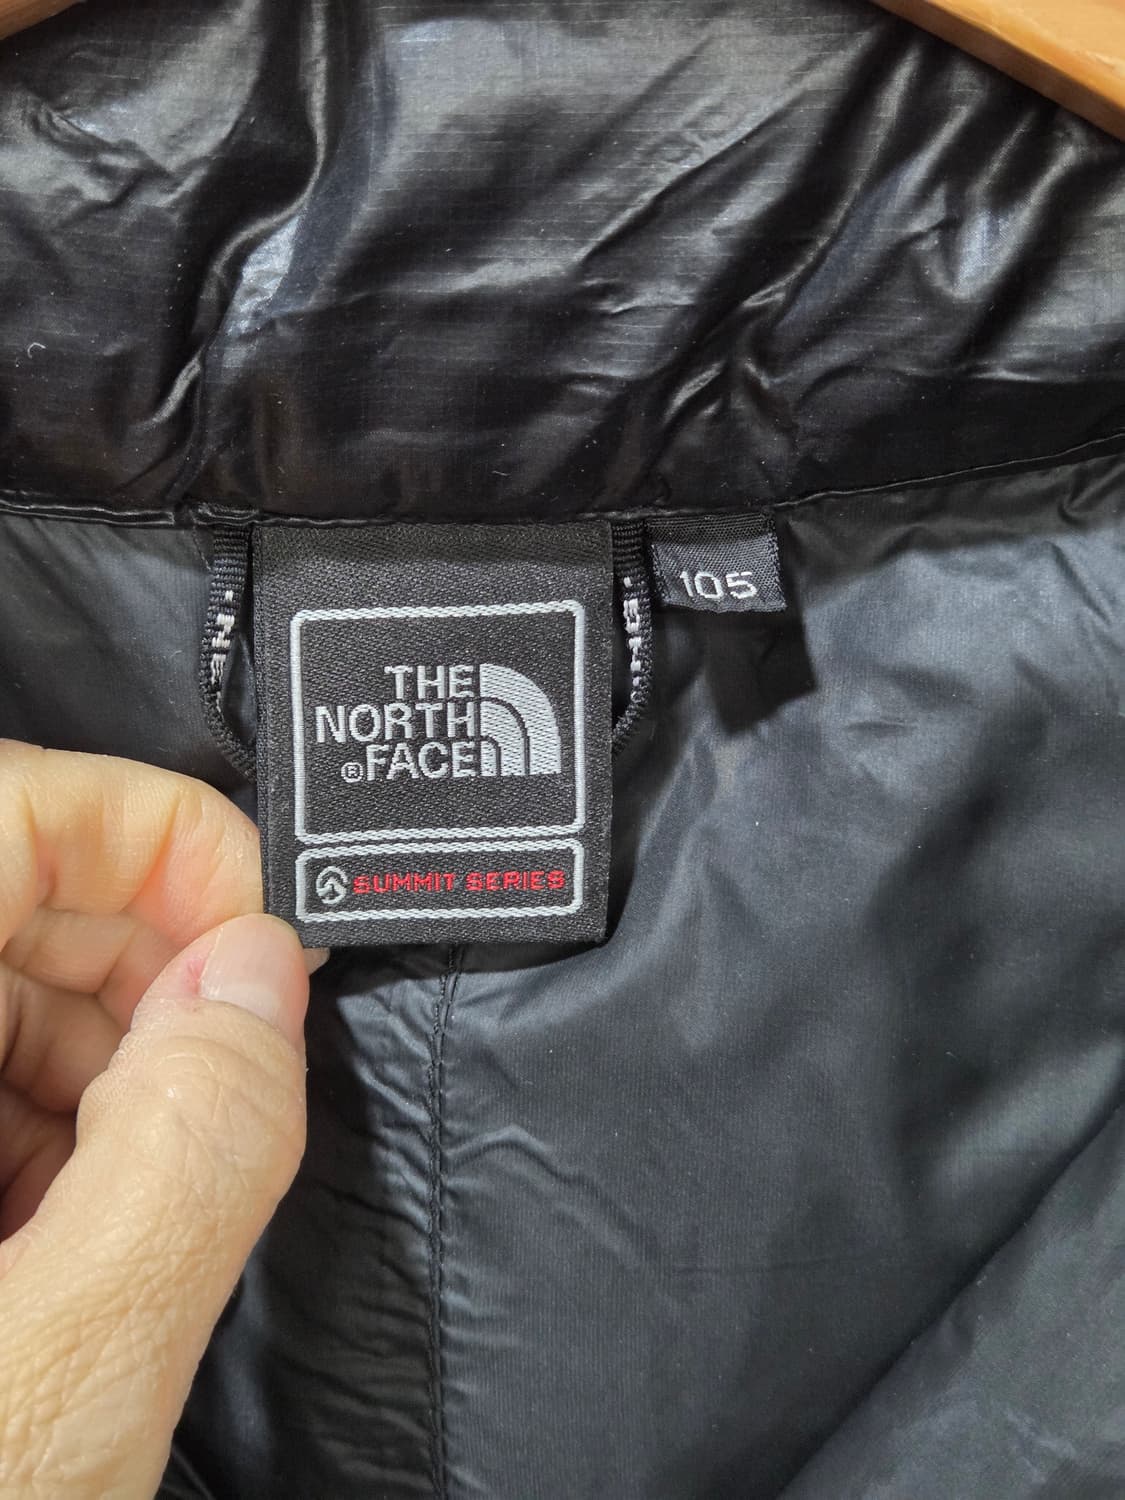 105
THE
NORTH
®FACE
SUMMIT SERIES